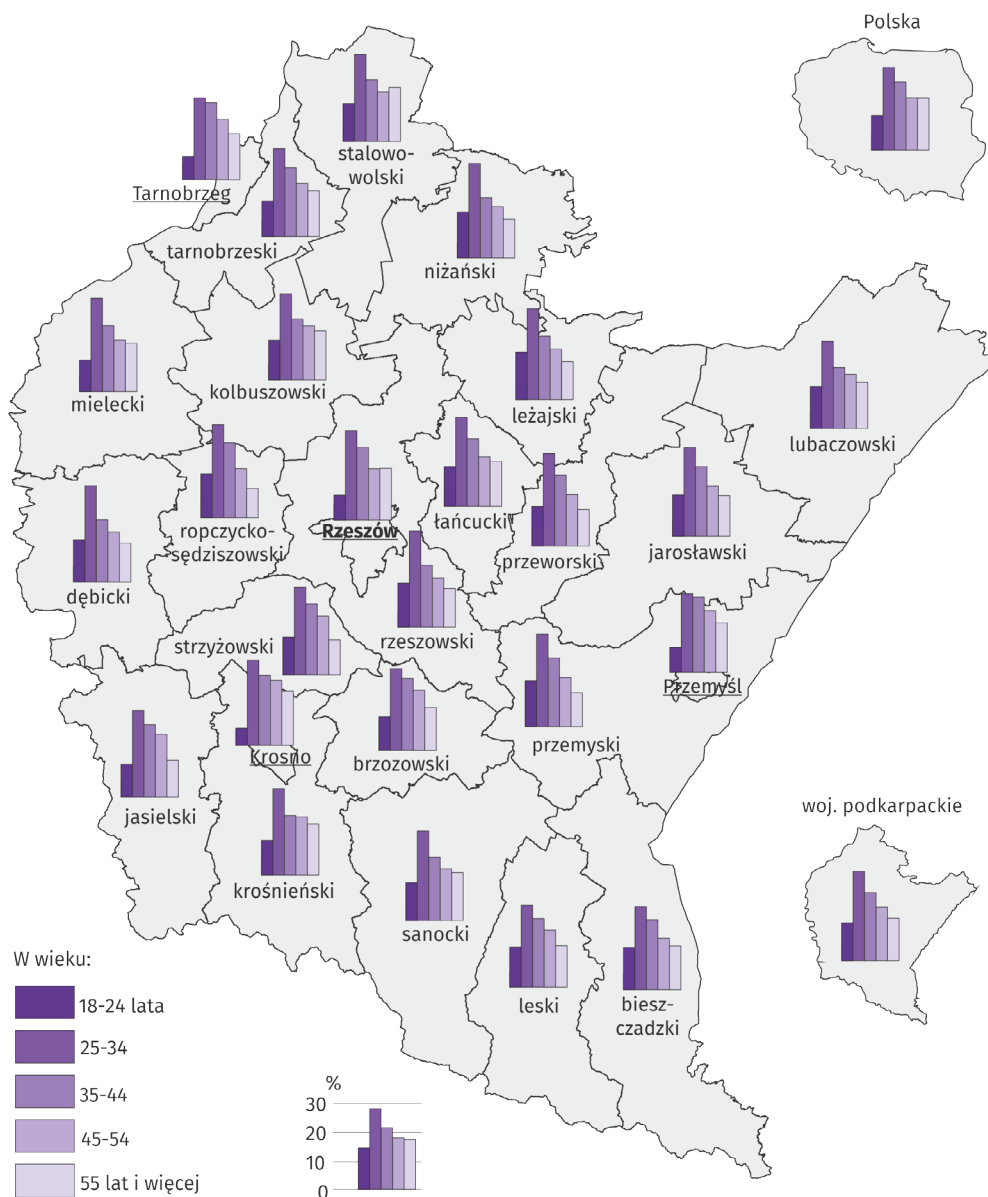 Polska
stalowo-
wolski
Tarnobrzeg
tarnobrzeski
niżański
mielecki
kolbuszowski
leżajski
lubaczowski
ropczycko-
sędziszowski
Rzeszów
łańcucki
przeworski
jarosławski
dębicki
strzyżowski
rzeszowski
Przemyśl
Krosno
brzozowski
przemyski
jasielski
woj. podkarpackie
krośnieński
sanocki
leski
biesz-
czadzki
W wieku:
18-24 lata
25-34
35-44
45-54
55 lat i więcej
%
30
20
10
0